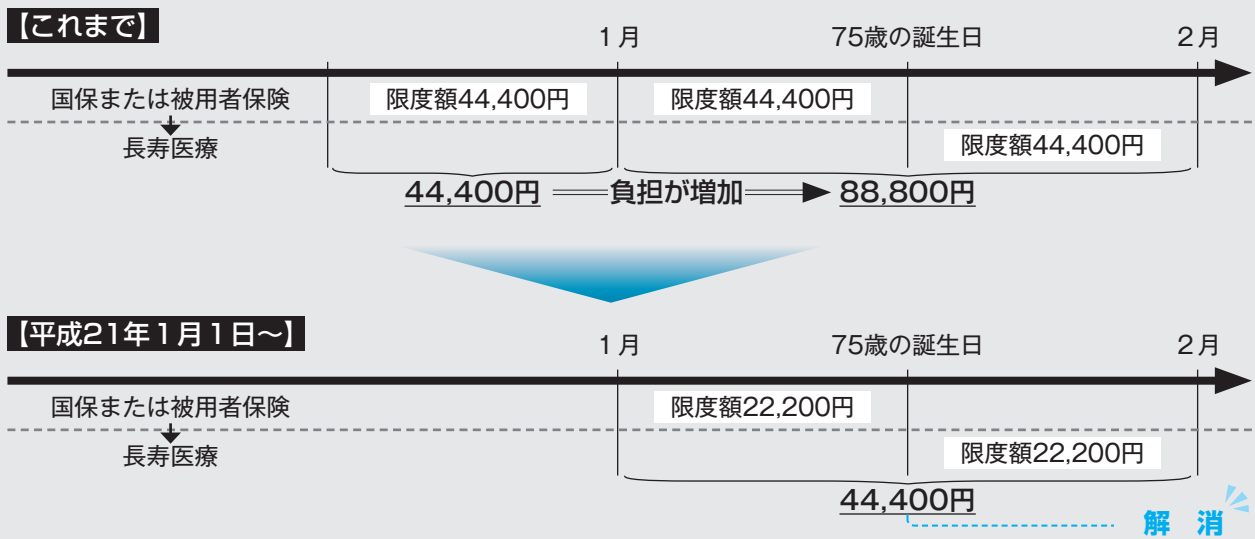 【これまで】
1月 75歳の誕生日 2月
国保または被用者保険 限度額44,400円 限度額44,400円
長寿医療 限度額44,400円
44,400円 負担が増加 88,800円
【平成21年1月1日～】
1月 75歳の誕生日 2月
国保または被用者保険 限度額22,200円
長寿医療 限度額22,200円
44,400円
解 消